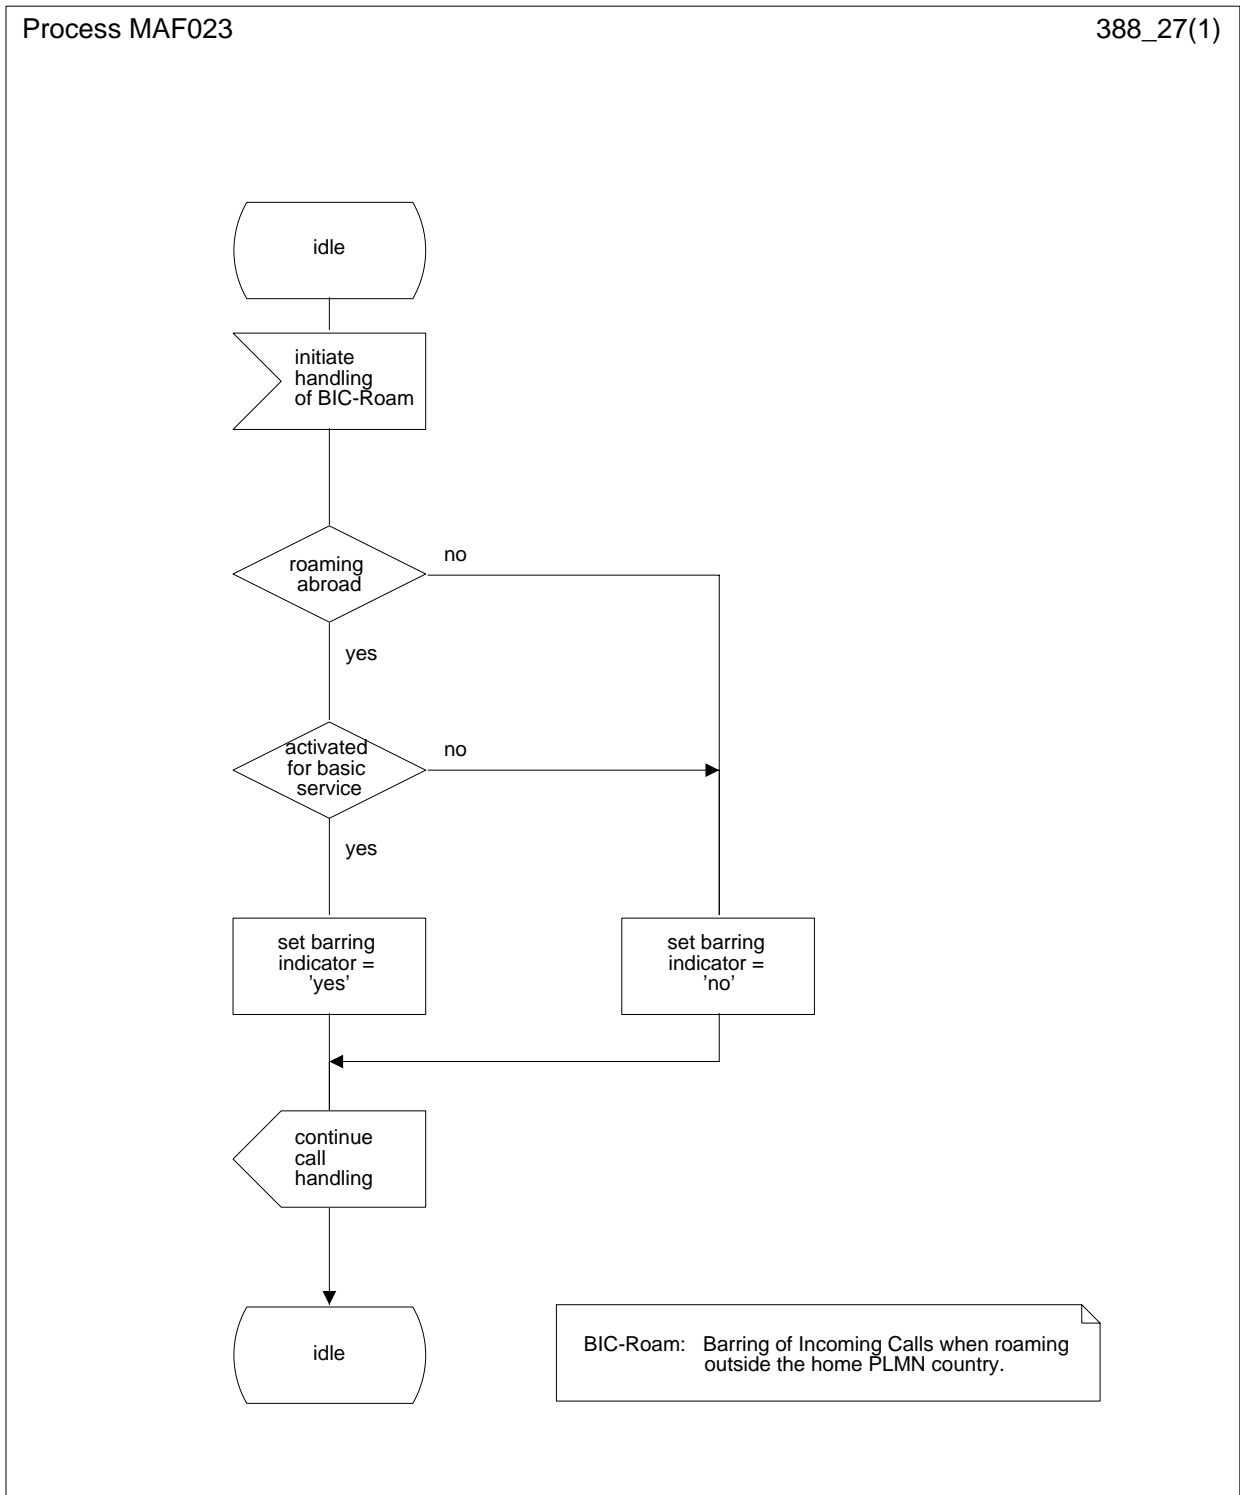 Process MAF023
388_27(1)
idle
initiate
handling
of BIC-Roam
roaming
abroad
no
yes
activated
for basic
service
no
yes
set barring
indicator =
’yes’
set barring
indicator =
’no’
continue
call
handling
idle
BIC-Roam: Barring of Incoming Calls when roaming
outside the home PLMN country.